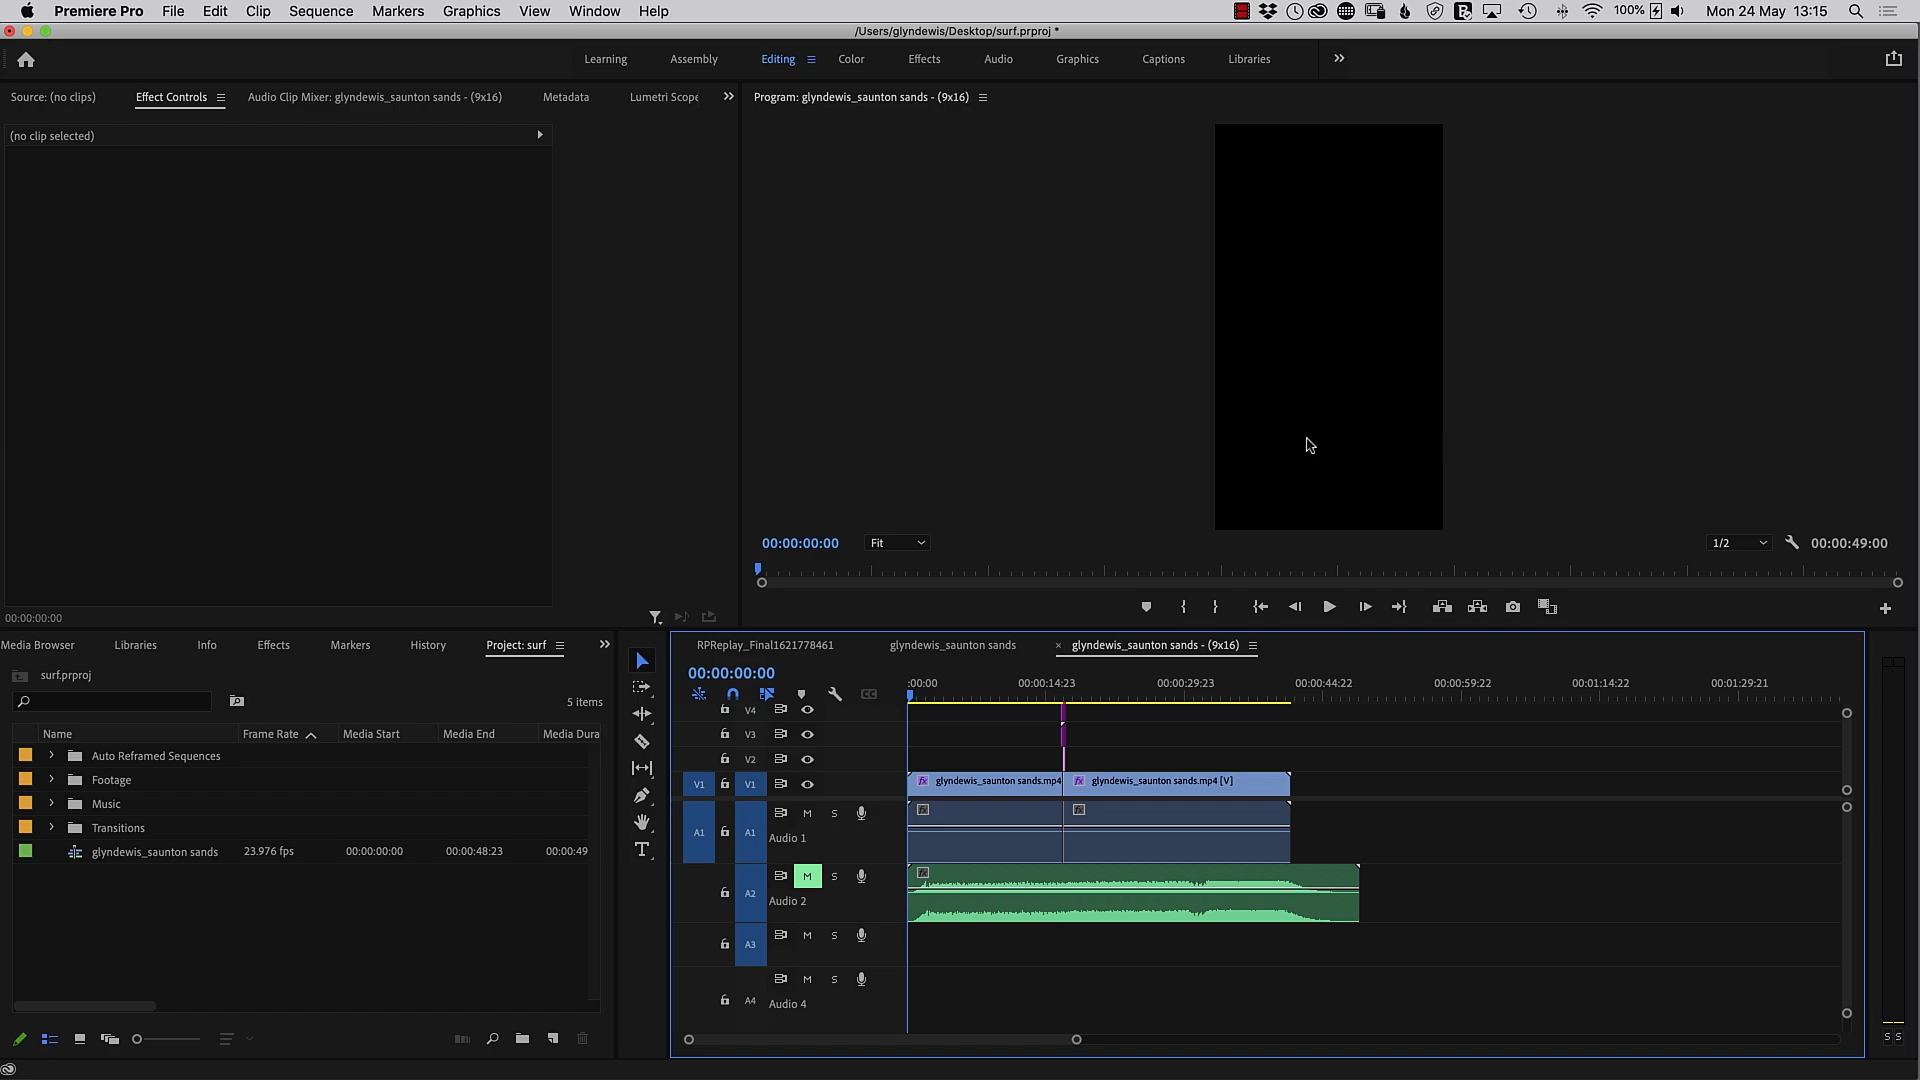 Premiere Pro File Edit Clip Sequence Markers Graphics View Window Help
100% Mon 24 May 13:15
/Users/glyndewis/Desktop/surf.prproj *
Learning Assembly Editing Color Effects Audio Graphics Captions Libraries
Source: (no clips) Effect Controls Audio Clip Mixer: glyndewis_saunton sands - (9x16) Metadata Lumetri Scope
Program: glyndewis_saunton sands - (9x16)
(no clip selected)
00:00:00:00 Fit 1/2 00:00:49:00
00:00:00:00
Media Browser Libraries Info Effects Markers History Project: surf
surf.prproj
5 items
Name Frame Rate Media Start Media End Media Dura
Auto Reframed Sequences
Footage
Music
Transitions
glyndewis_saunton sands 23.976 fps 00:00:00:00 00:00:48:23 00:00:49
RPReplay_Final1621778461 glyndewis_saunton sands × glyndewis_saunton sands - (9x16)
00:00:00:00
:00:00 00:00:14:23 00:00:29:23 00:00:44:22 00:00:59:22 00:01:14:22 00:01:29:21
V4
V3
V2
V1 V1 fx glyndewis_saunton sands.mp4 fx glyndewis_saunton sands.mp4 [V]
A1 A1 M S fx fx
Audio 1
A2 M S fx
Audio 2
A3 M S
A4 M S
Audio 4
S S